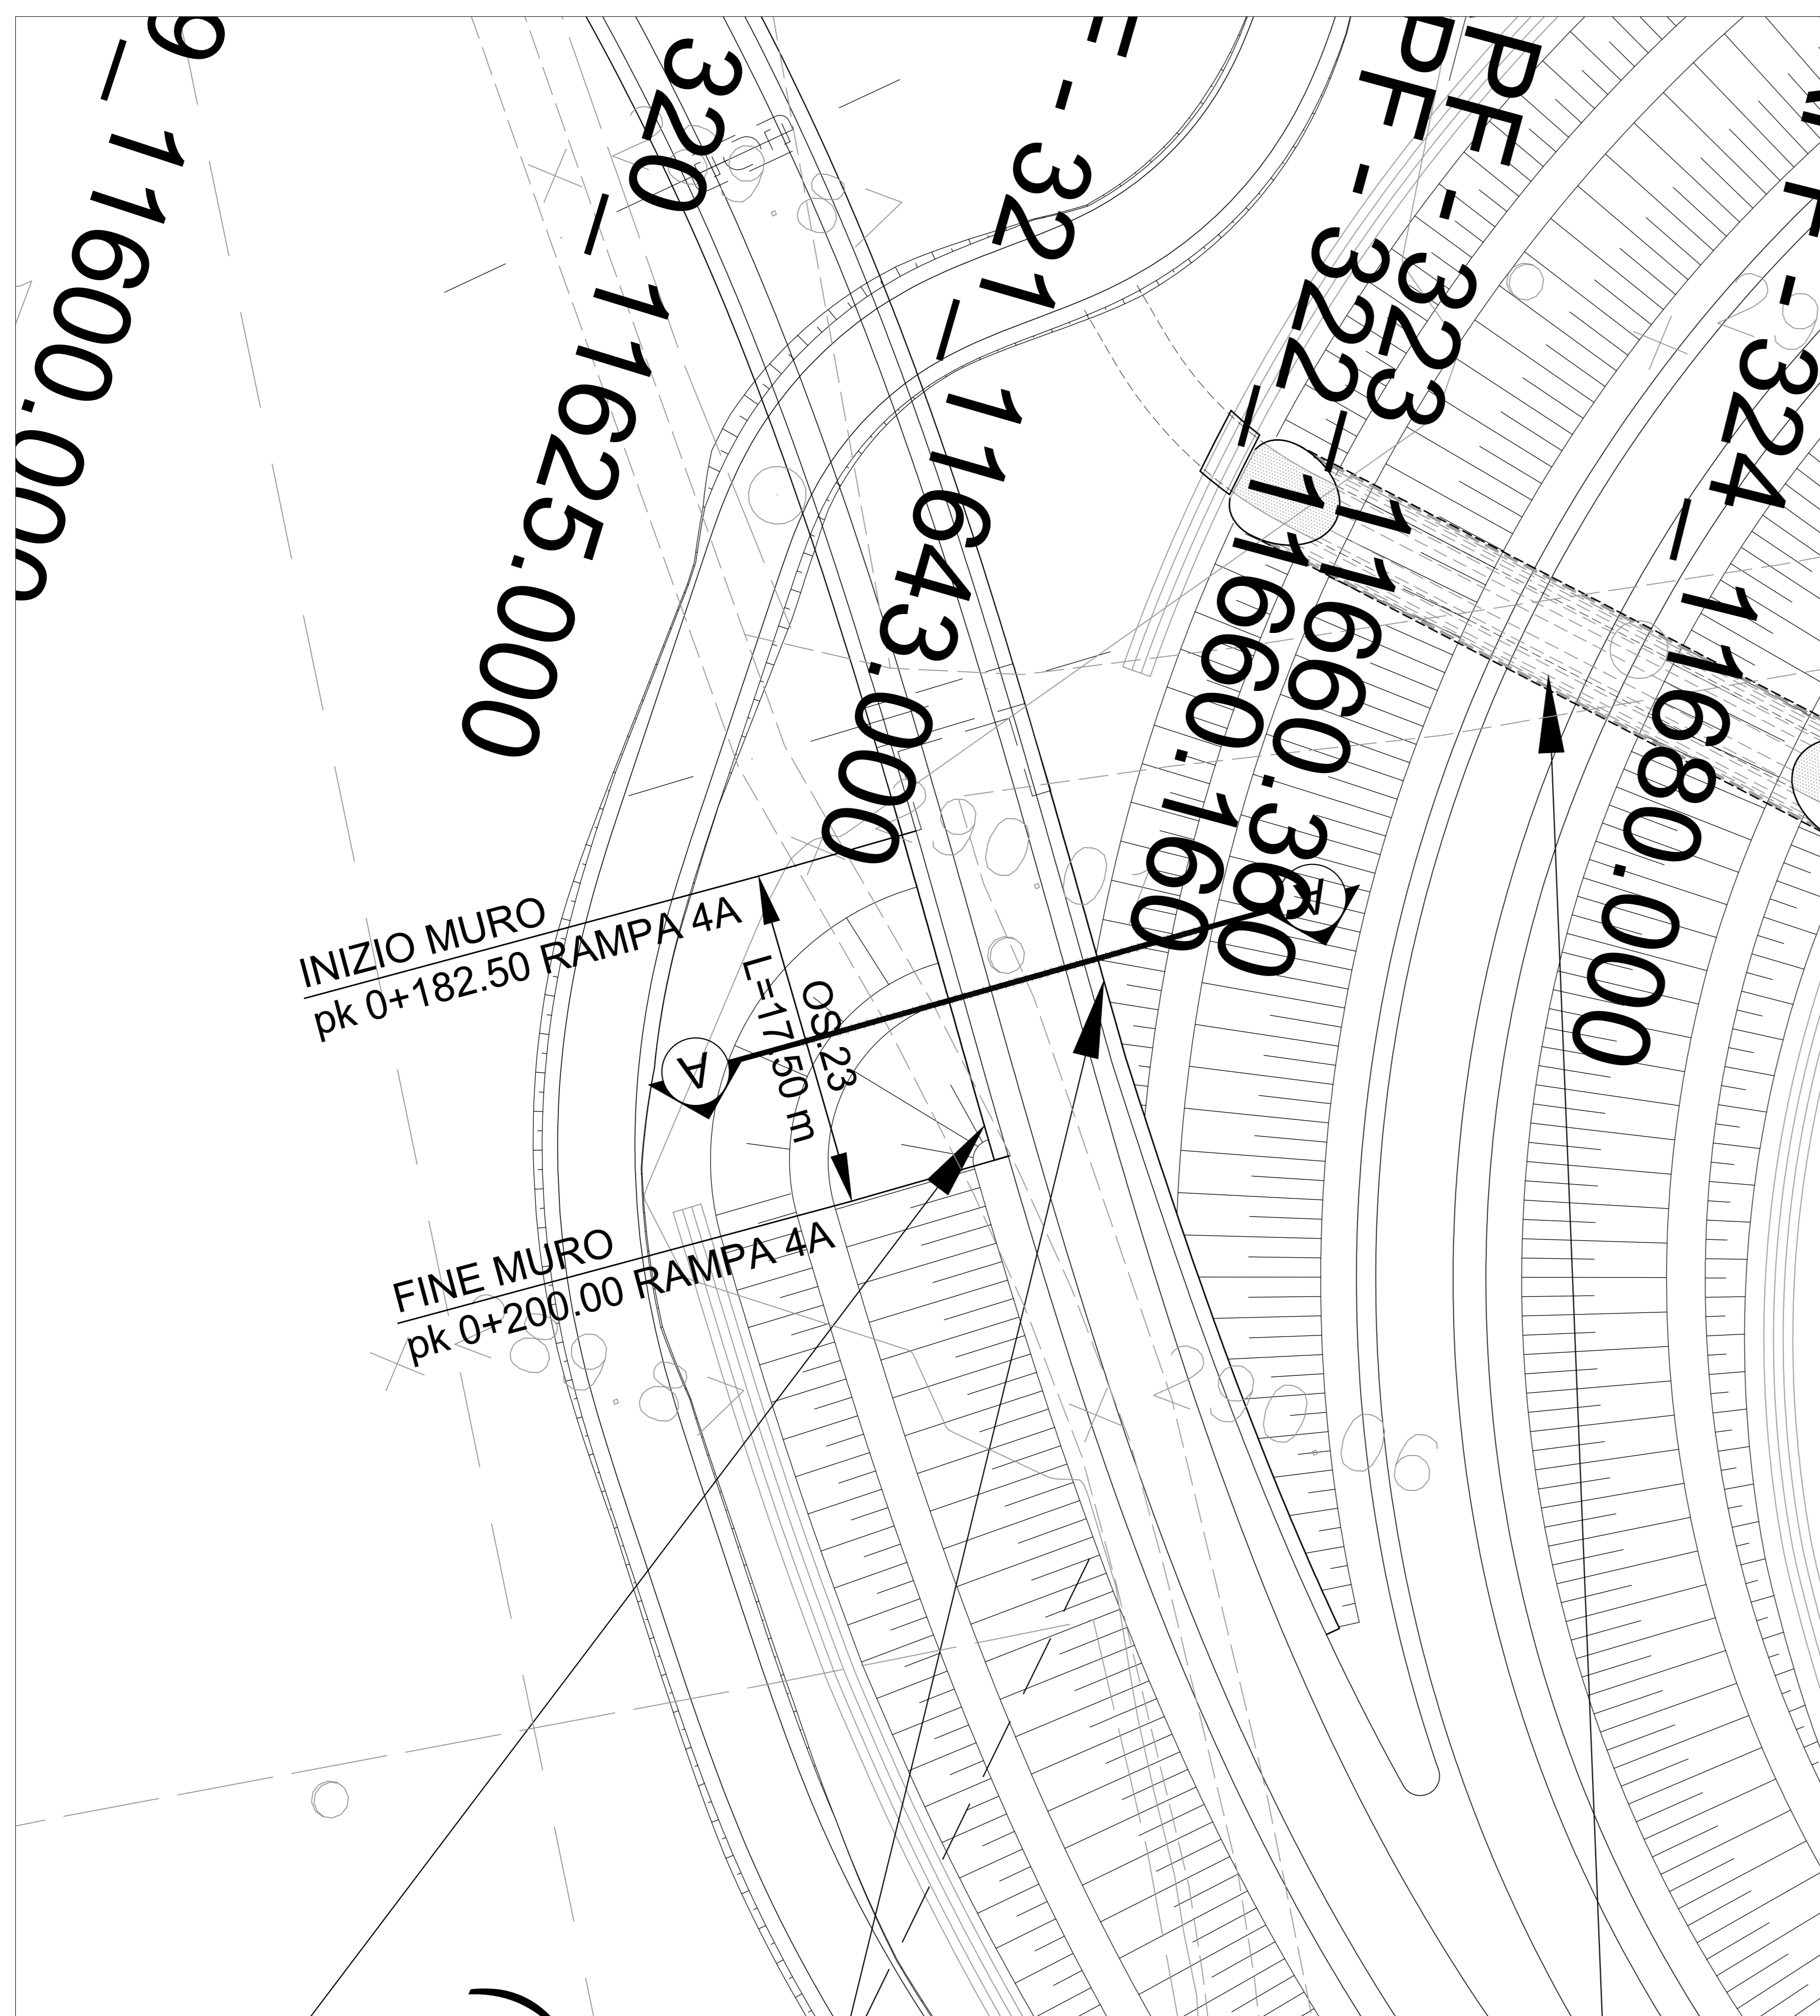 9_11600.000
320_11625.000
- 321_11643.000
PF - 322_11660.160
PF - 323_11660.360
- 324_11680.000
INIZIO MURO
pk 0+182.50 RAMPA 4A
OS.23
L=17,50 m
A
A
FINE MURO
pk 0+200.00 RAMPA 4A